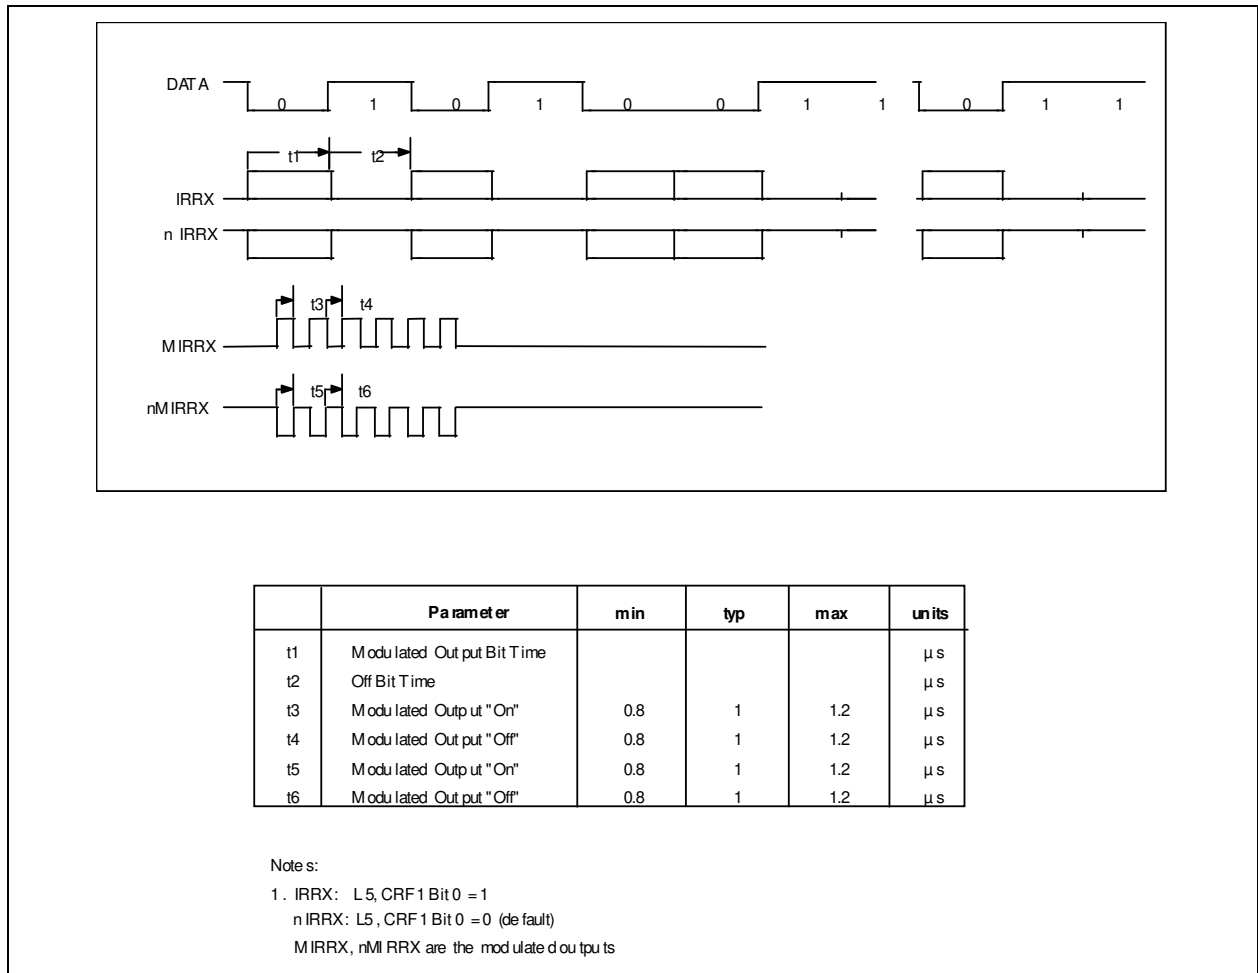 DATA 0 1 0 1 0 0 1 1 0 1 1
t1 t2
IRRX
n IRRX
t3 t4
MIRRX
t5 t6
nMIRRX
Parameter min typ max units
t1 Modulated Output Bit Time µs
t2 Off Bit Time µs
t3 Modulated Output "On" 0.8 1 1.2 µs
t4 Modulated Output "Off" 0.8 1 1.2 µs
t5 Modulated Output "On" 0.8 1 1.2 µs
t6 Modulated Output "Off" 0.8 1 1.2 µs
Notes:
1. IRRX: L5, CRF1 Bit 0 = 1
nIRRX: L5, CRF1 Bit 0 = 0 (default)
MIRRX, nMIRRX are the modulated outputs